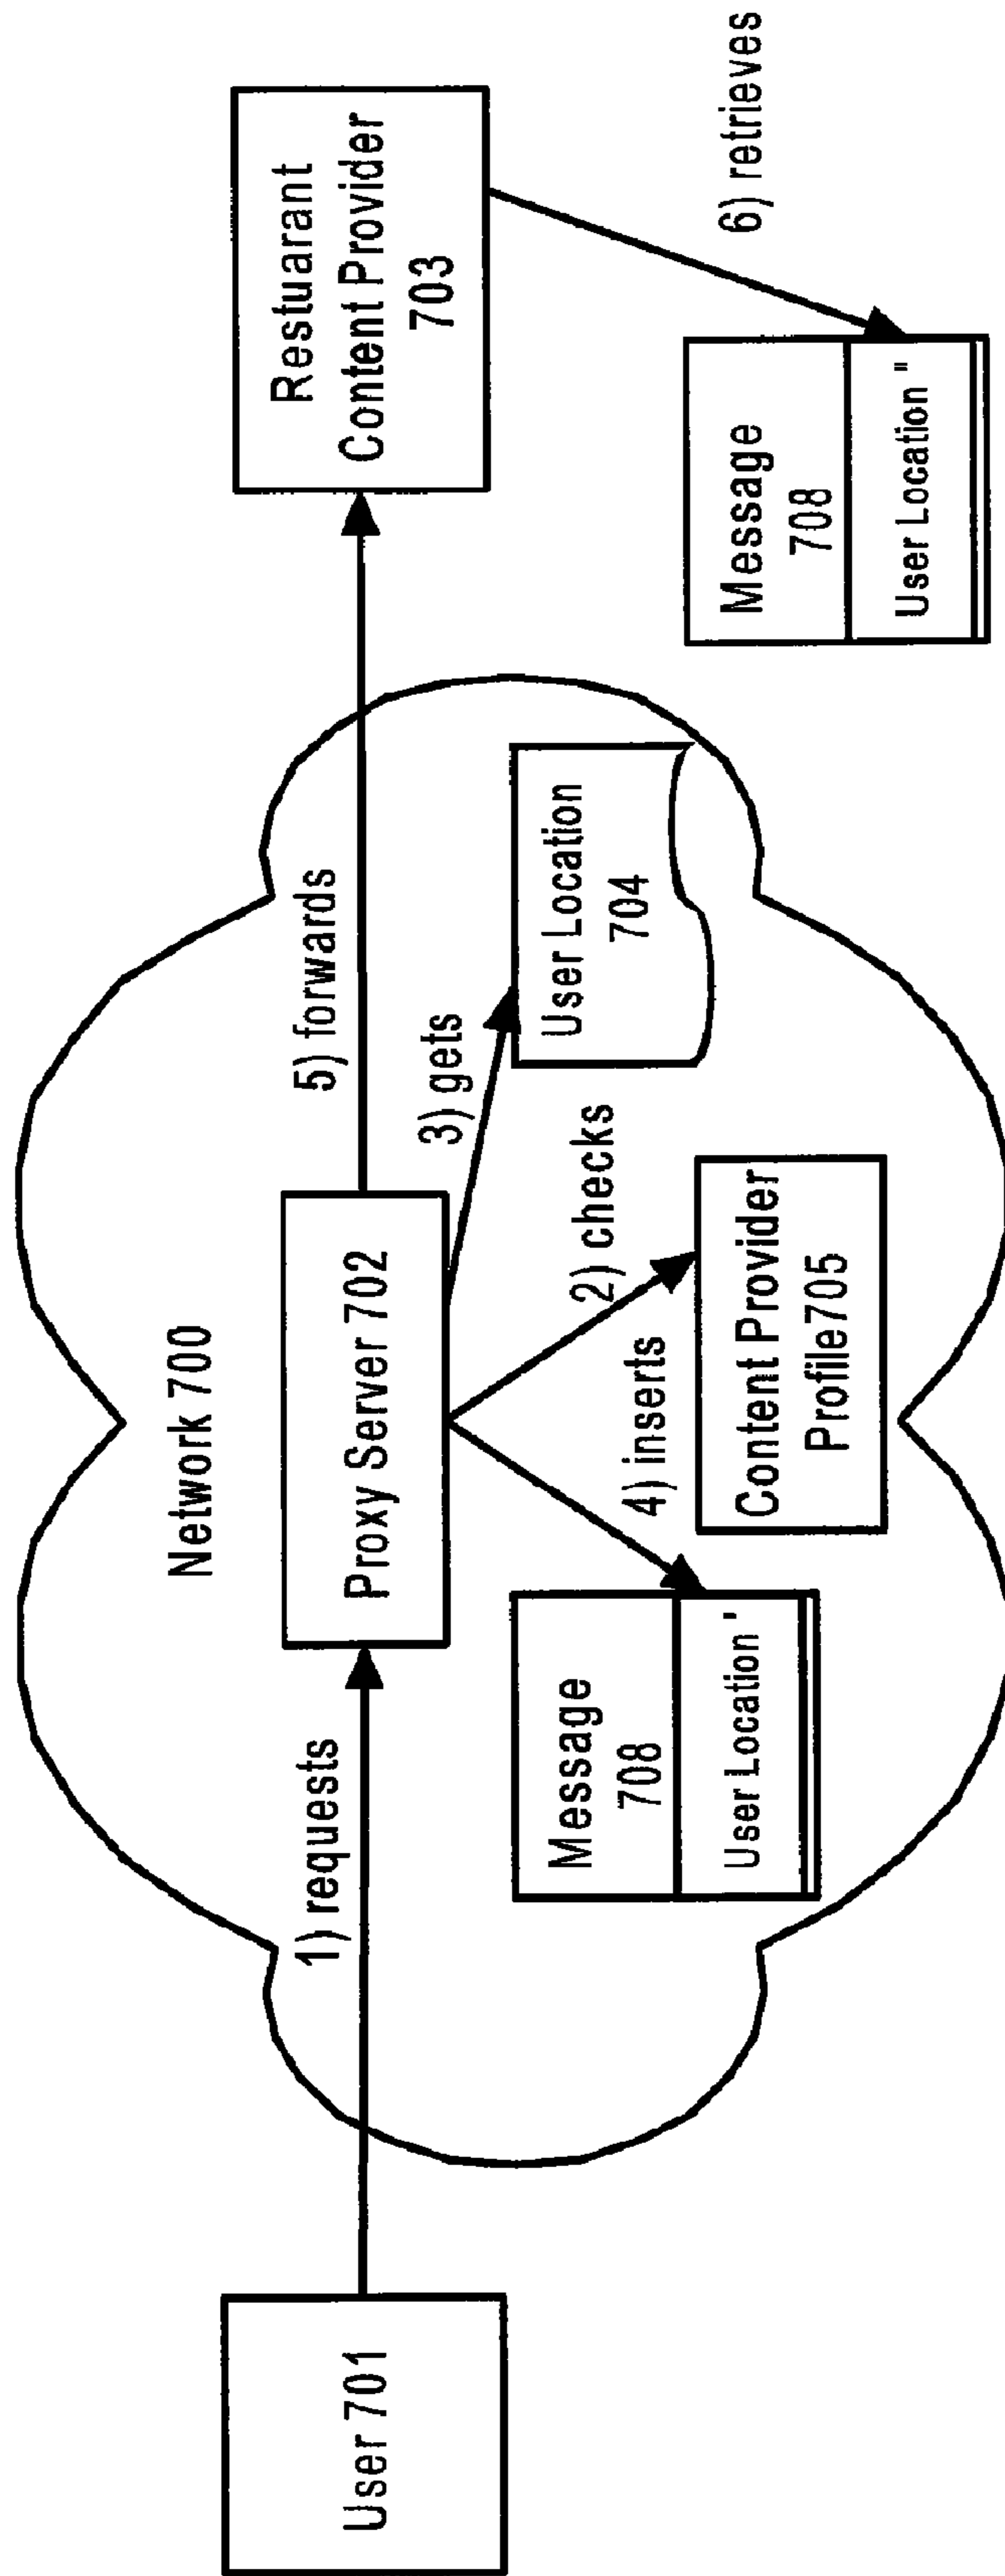 Network 700
User 701
1) requests
Proxy Server 702
5) forwards
Restuarant
Content Provider
703
3) gets
User Location
704
2) checks
Content Provider
Profile705
4) inserts
Message
708
User Location'
6) retrieves
Message
708
User Location"